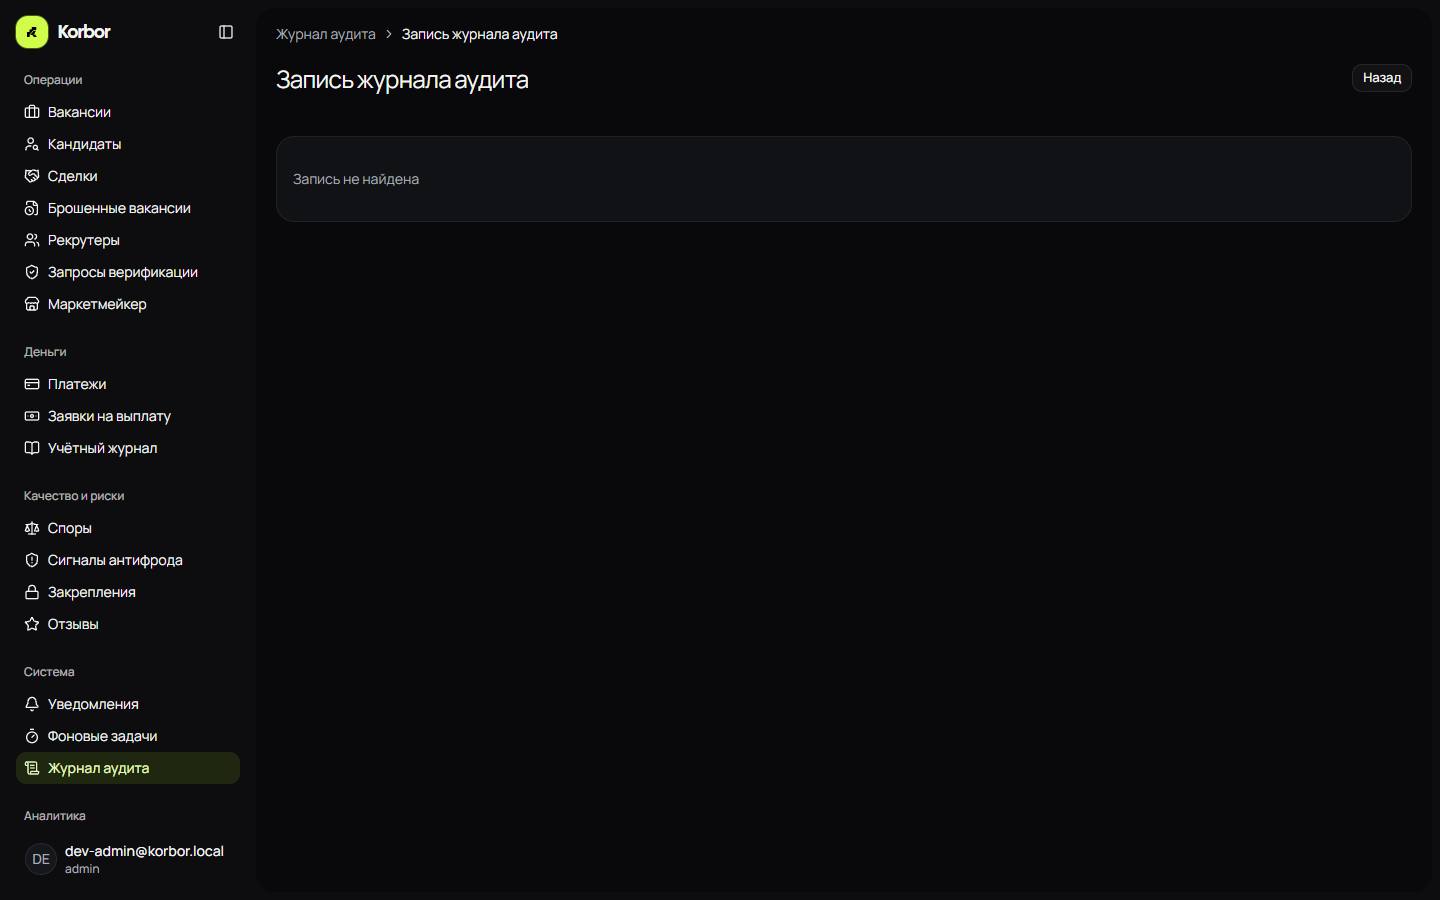 Korbor
Операции
Вакансии
Кандидаты
Сделки
Брошенные вакансии
Рекрутеры
Запросы верификации
Маркетмейкер
Деньги
Платежи
Заявки на выплату
Учётный журнал
Качество и риски
Споры
Сигналы антифрода
Закрепления
Отзывы
Система
Уведомления
Фоновые задачи
Журнал аудита
Аналитика
DE
dev-admin@korbor.local
admin
Журнал аудита > Запись журнала аудита
Запись журнала аудита
Назад
Запись не найдена